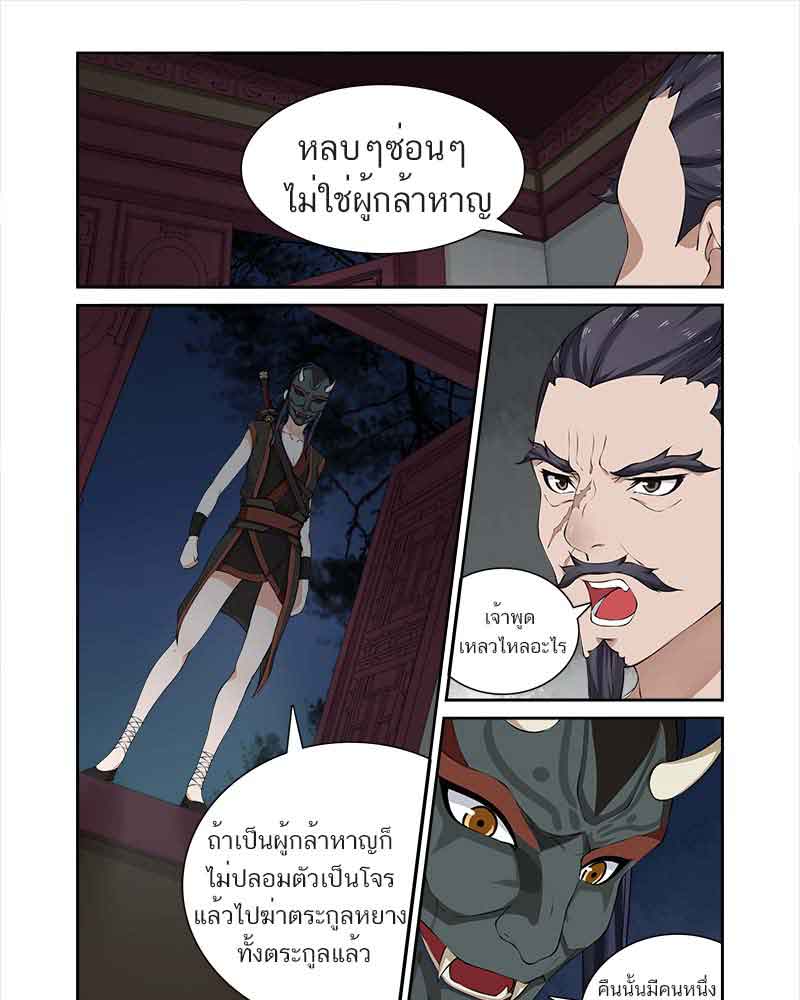 หลบๆซ่อนๆ
ไม่ใช่ผู้กล้าหาญ
เจ้าพูด
เหลวไหลอะไร
ถ้าเป็นผู้กล้าหาญก็
ไม่ปลอมตัวเป็นโจร
แล้วไปฆ่าตระกูลหยาง
ทั้งตระกูลแล้ว
คืนนั้นมีคนหนึ่ง